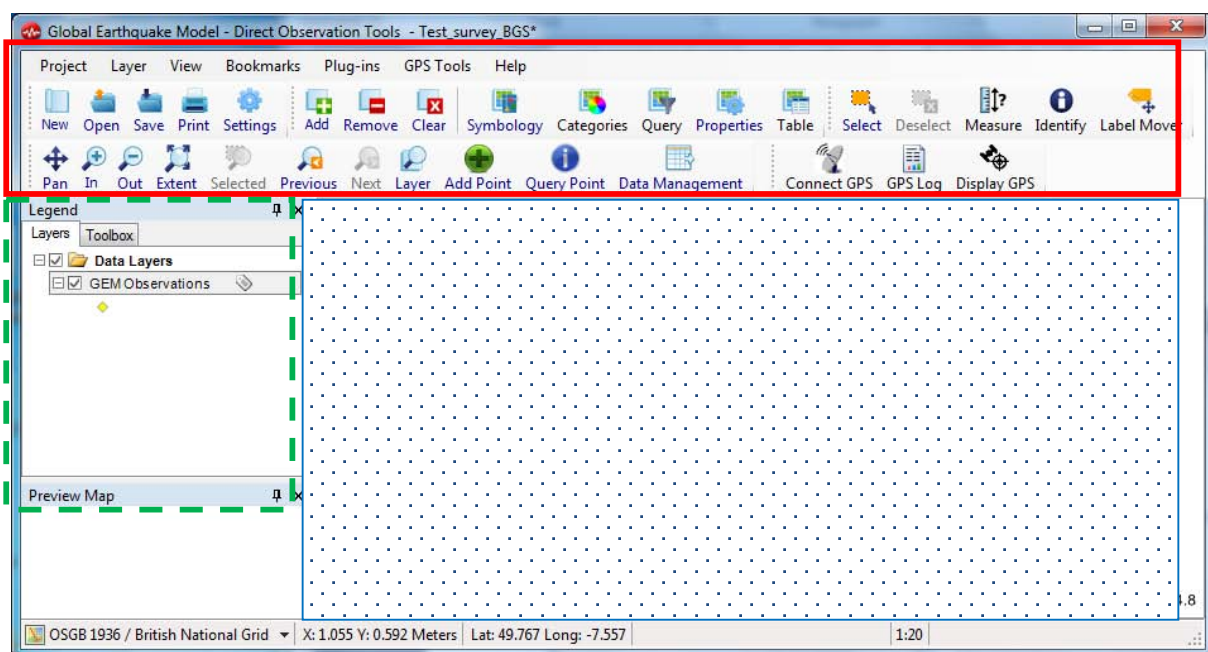 Global Earthquake Model - Direct Observation Tools - Test_survey_BGS*
Project Layer View Bookmarks Plug-ins GPS Tools Help
New Open Save Print Settings Add Remove Clear Symbology Categories Query Properties Table Select Deselect Measure Identify Label Mover
Pan In Out Extent Selected Previous Next Layer Add Point Query Point Data Management Connect GPS GPS Log Display GPS
Legend
Layers Toolbox
Data Layers
GEM Observations
Preview Map
OSGB 1936 / British National Grid X: 1.055 Y: 0.592 Meters Lat: 49.767 Long: -7.557 1:20